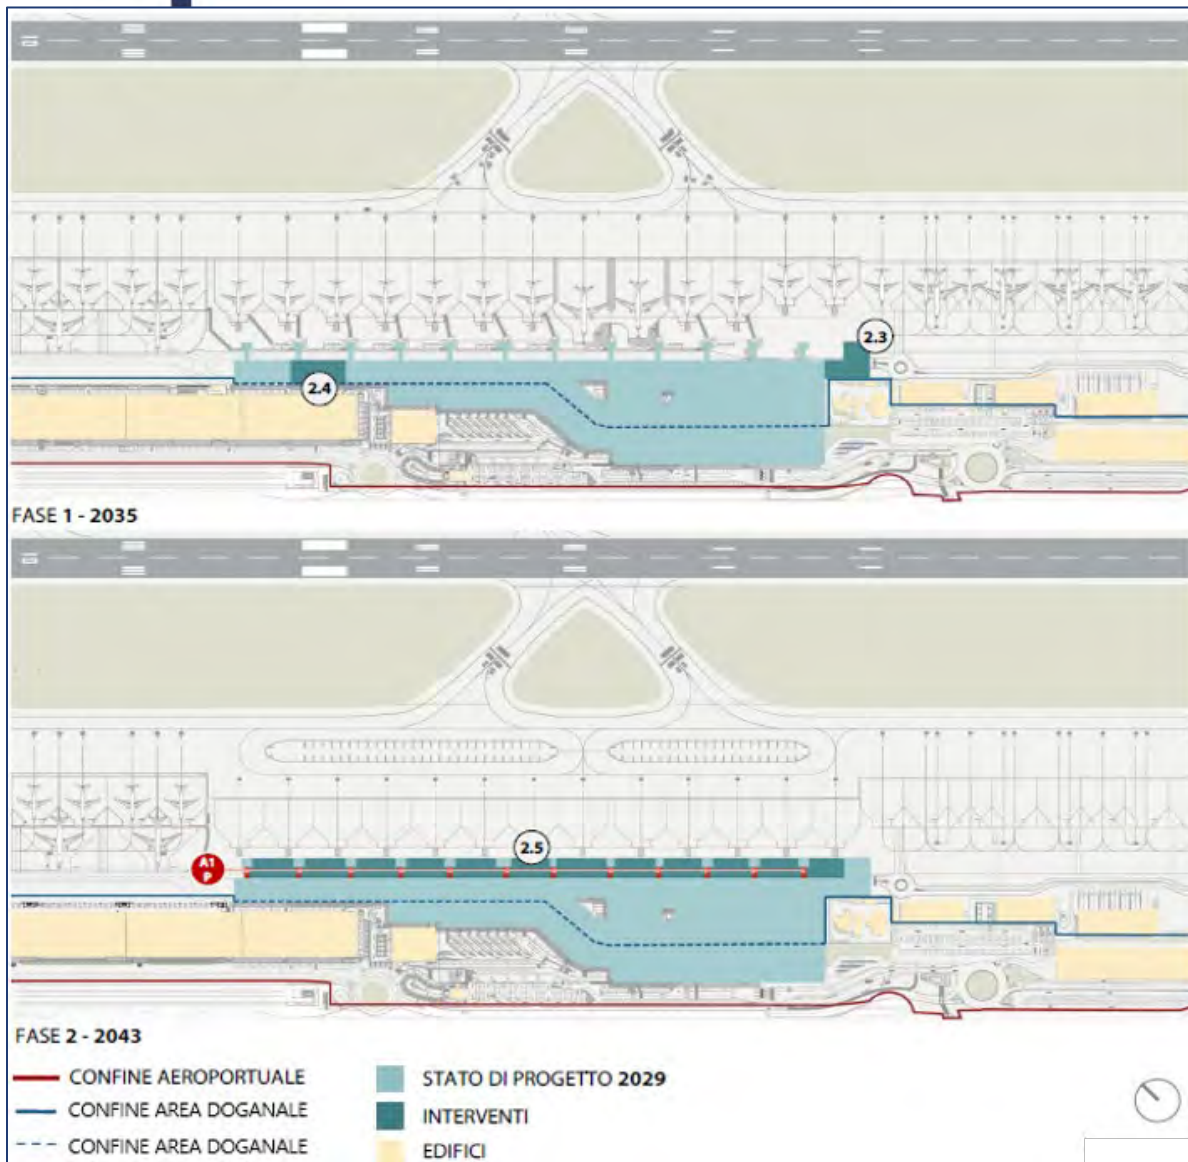 2.3
2.4
FASE 1 - 2035
2.5
A1
P
FASE 2 - 2043
CONFINE AEROPORTUALE
CONFINE AREA DOGANALE
CONFINE AREA DOGANALE
STATO DI PROGETTO 2029
INTERVENTI
EDIFICI